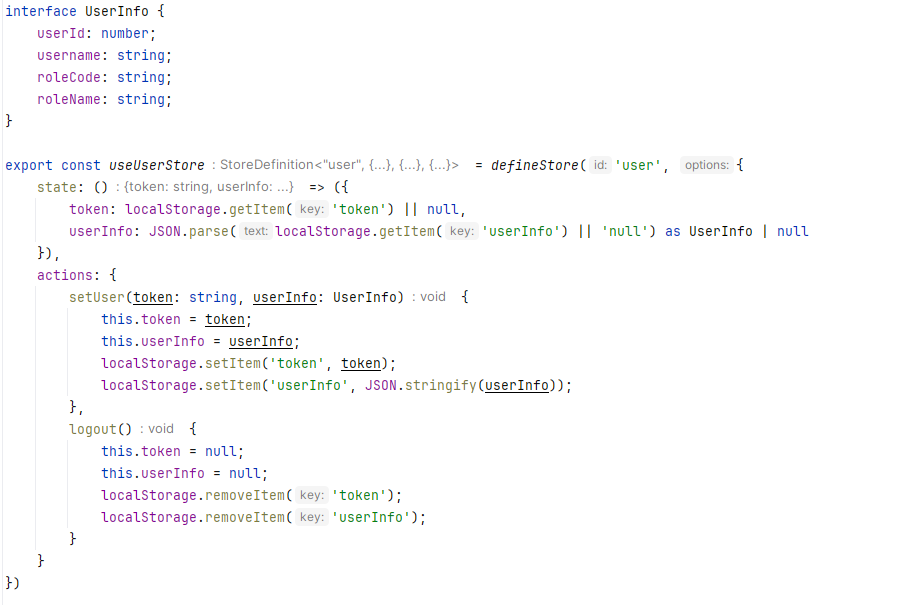 interface UserInfo {
    userId: number;
    username: string;
    roleCode: string;
    roleName: string;
}

export const useUserStore : StoreDefinition<"user", {...}, {...}, {...}> = defineStore( id: 'user', options: {
    state: () : {token: string, userInfo: ...} => ({
        token: localStorage.getItem( key: 'token') || null,
        userInfo: JSON.parse( text: localStorage.getItem( key: 'userInfo') || 'null') as UserInfo | null
    }),
    actions: {
        setUser(token: string, userInfo: UserInfo) : void {
            this.token = token;
            this.userInfo = userInfo;
            localStorage.setItem('token', token);
            localStorage.setItem('userInfo', JSON.stringify(userInfo));
        },
        logout() : void {
            this.token = null;
            this.userInfo = null;
            localStorage.removeItem( key: 'token');
            localStorage.removeItem( key: 'userInfo');
        }
    }
})